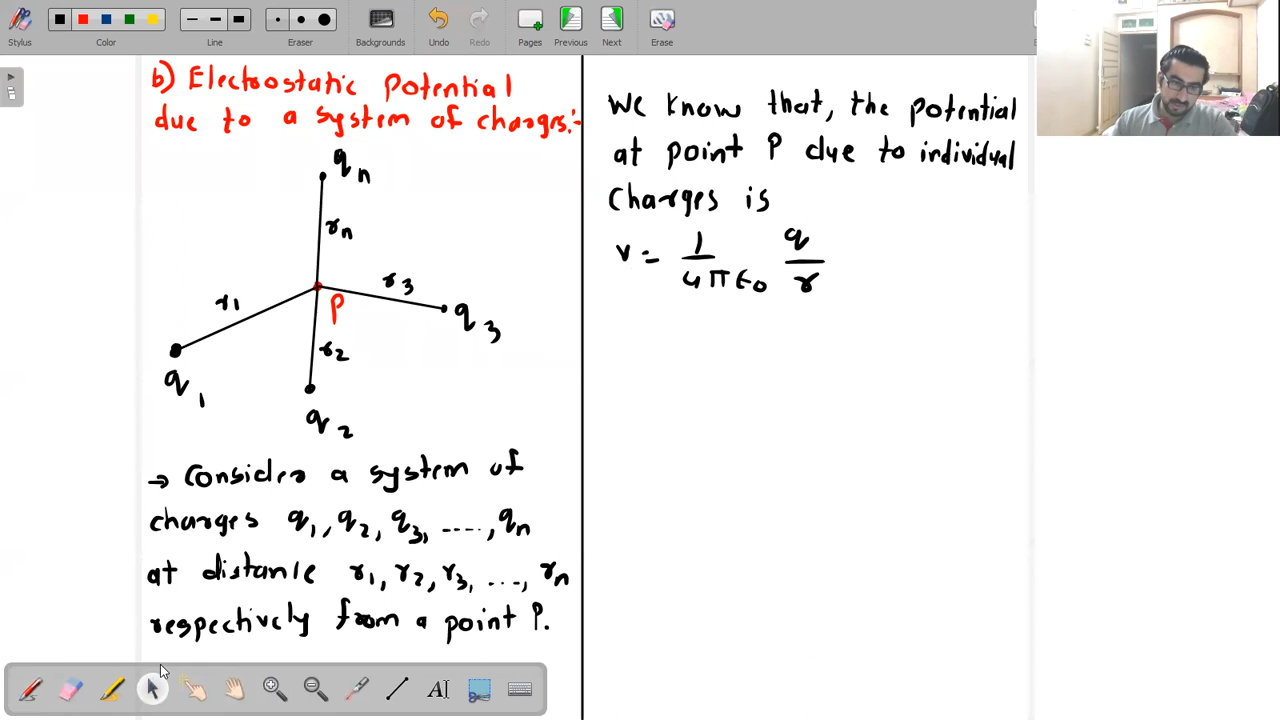 Stylus
Color
Line
Eraser
Backgrounds
Undo
Redo
Pages
Previous
Next
Erase
b) Electrostatic Potential
due to a system of charges:-
qn
rn
r1
r3
P
q3
r2
q1
q2
→ Consider a system of
charges q1, q2, q3, ....., qn
at distance r1, r2, r3, ..., rn
respectively from a point P.
We know that, the potential
at point P due to individual
Charges is
V = 1/4πϵ0 q/r
AI